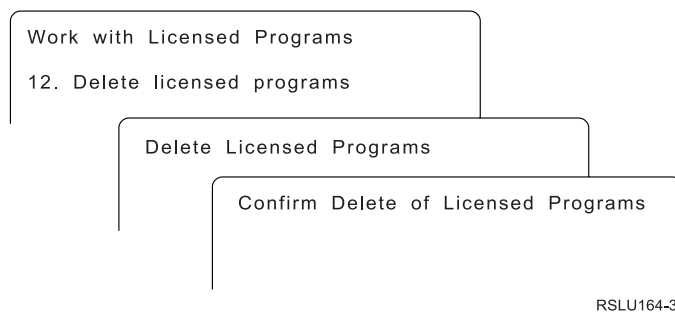 Work with Licensed Programs
12. Delete licensed programs
Delete Licensed Programs
Confirm Delete of Licensed Programs
RSLU164-3